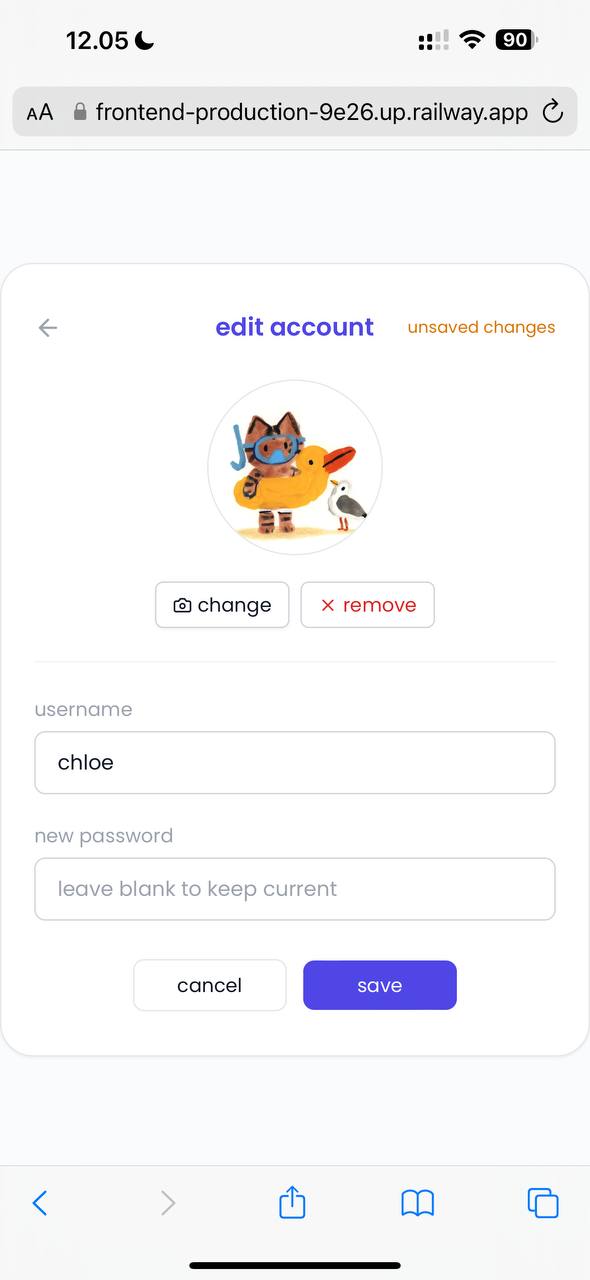 12.05
90
AA frontend-production-9e26.up.railway.app
edit account
unsaved changes
change
remove
username
chloe
new password
leave blank to keep current
cancel
save